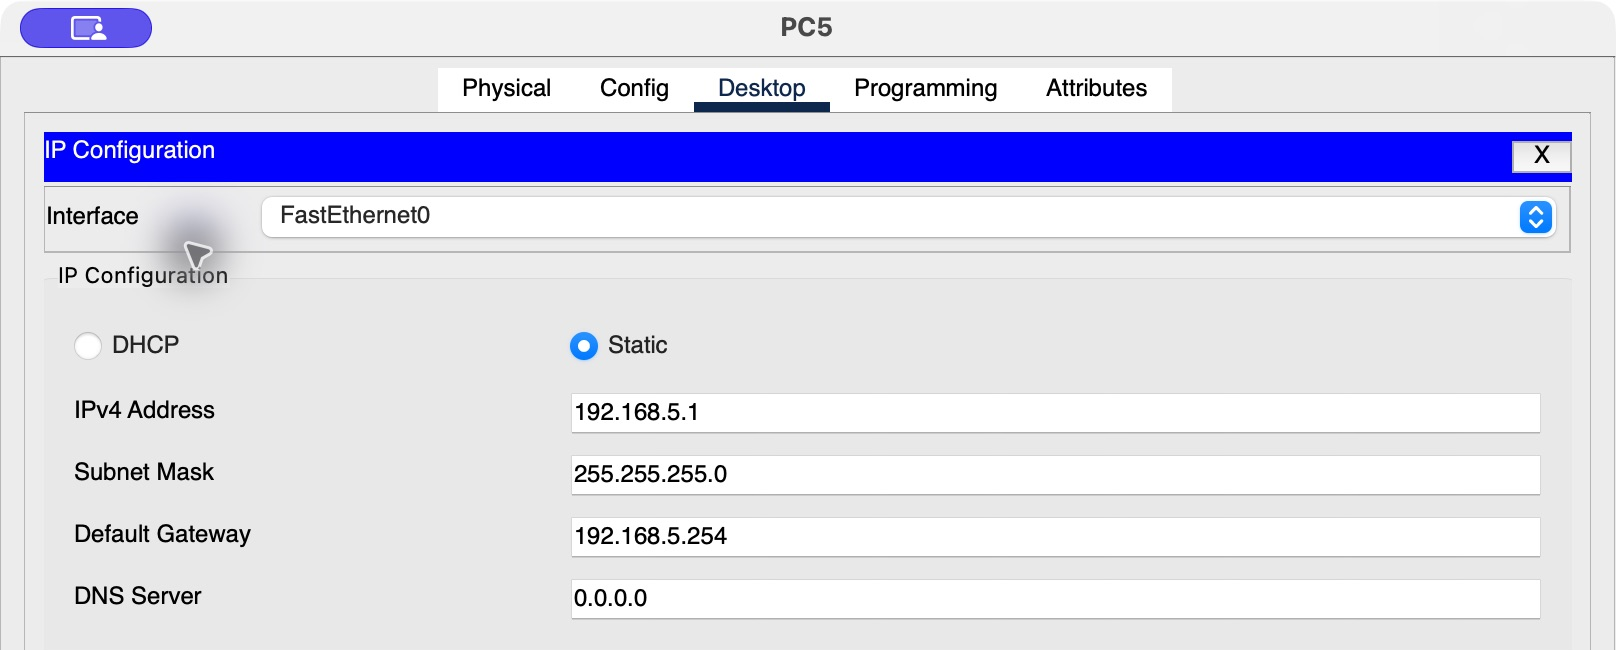 PC5
Physical Config Desktop Programming Attributes
IP Configuration X
Interface FastEthernet0
IP Configuration
DHCP Static
IPv4 Address 192.168.5.1
Subnet Mask 255.255.255.0
Default Gateway 192.168.5.254
DNS Server 0.0.0.0